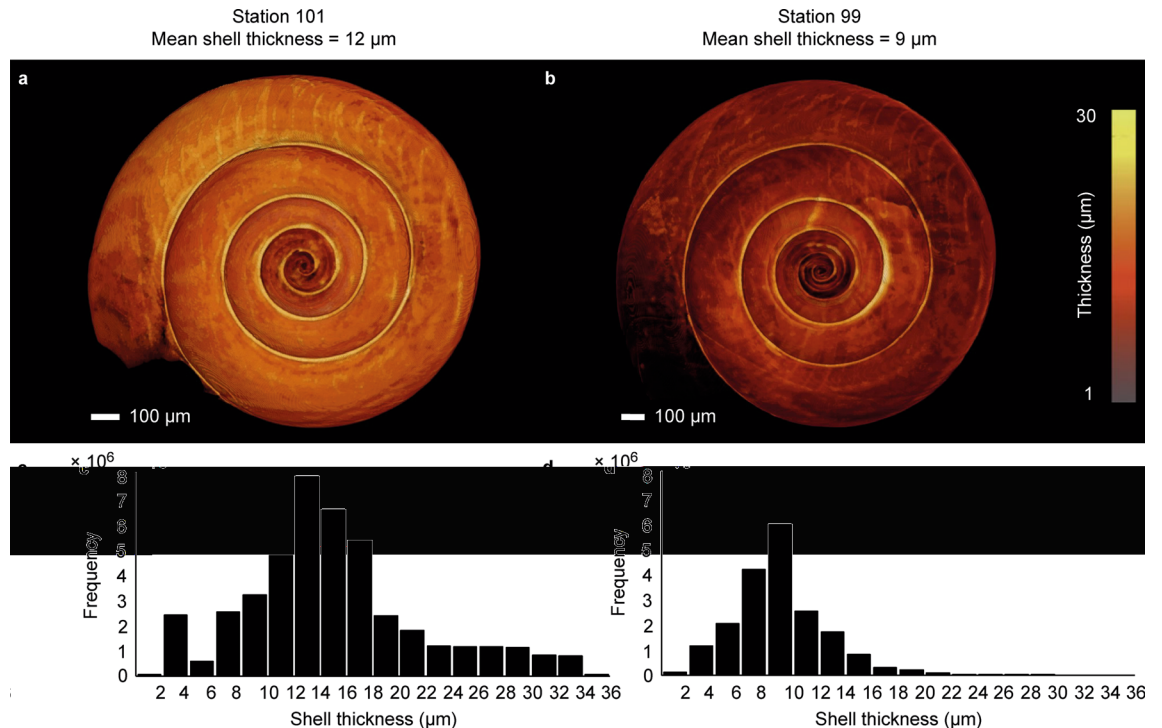 Station 101
Mean shell thickness = 12 µm
Station 99
Mean shell thickness = 9 µm
a
b
30
Thickness (µm)
1
100 µm
100 µm
× 10⁶
8
7
6
5
4
3
2
1
0
Frequency
2 4 6 8 10 12 14 16 18 20 22 24 26 28 30 32 34 36
Shell thickness (µm)
d
× 10⁶
8
7
6
5
4
3
2
1
0
Frequency
2 4 6 8 10 12 14 16 18 20 22 24 26 28 30 32 34 36
Shell thickness (µm)